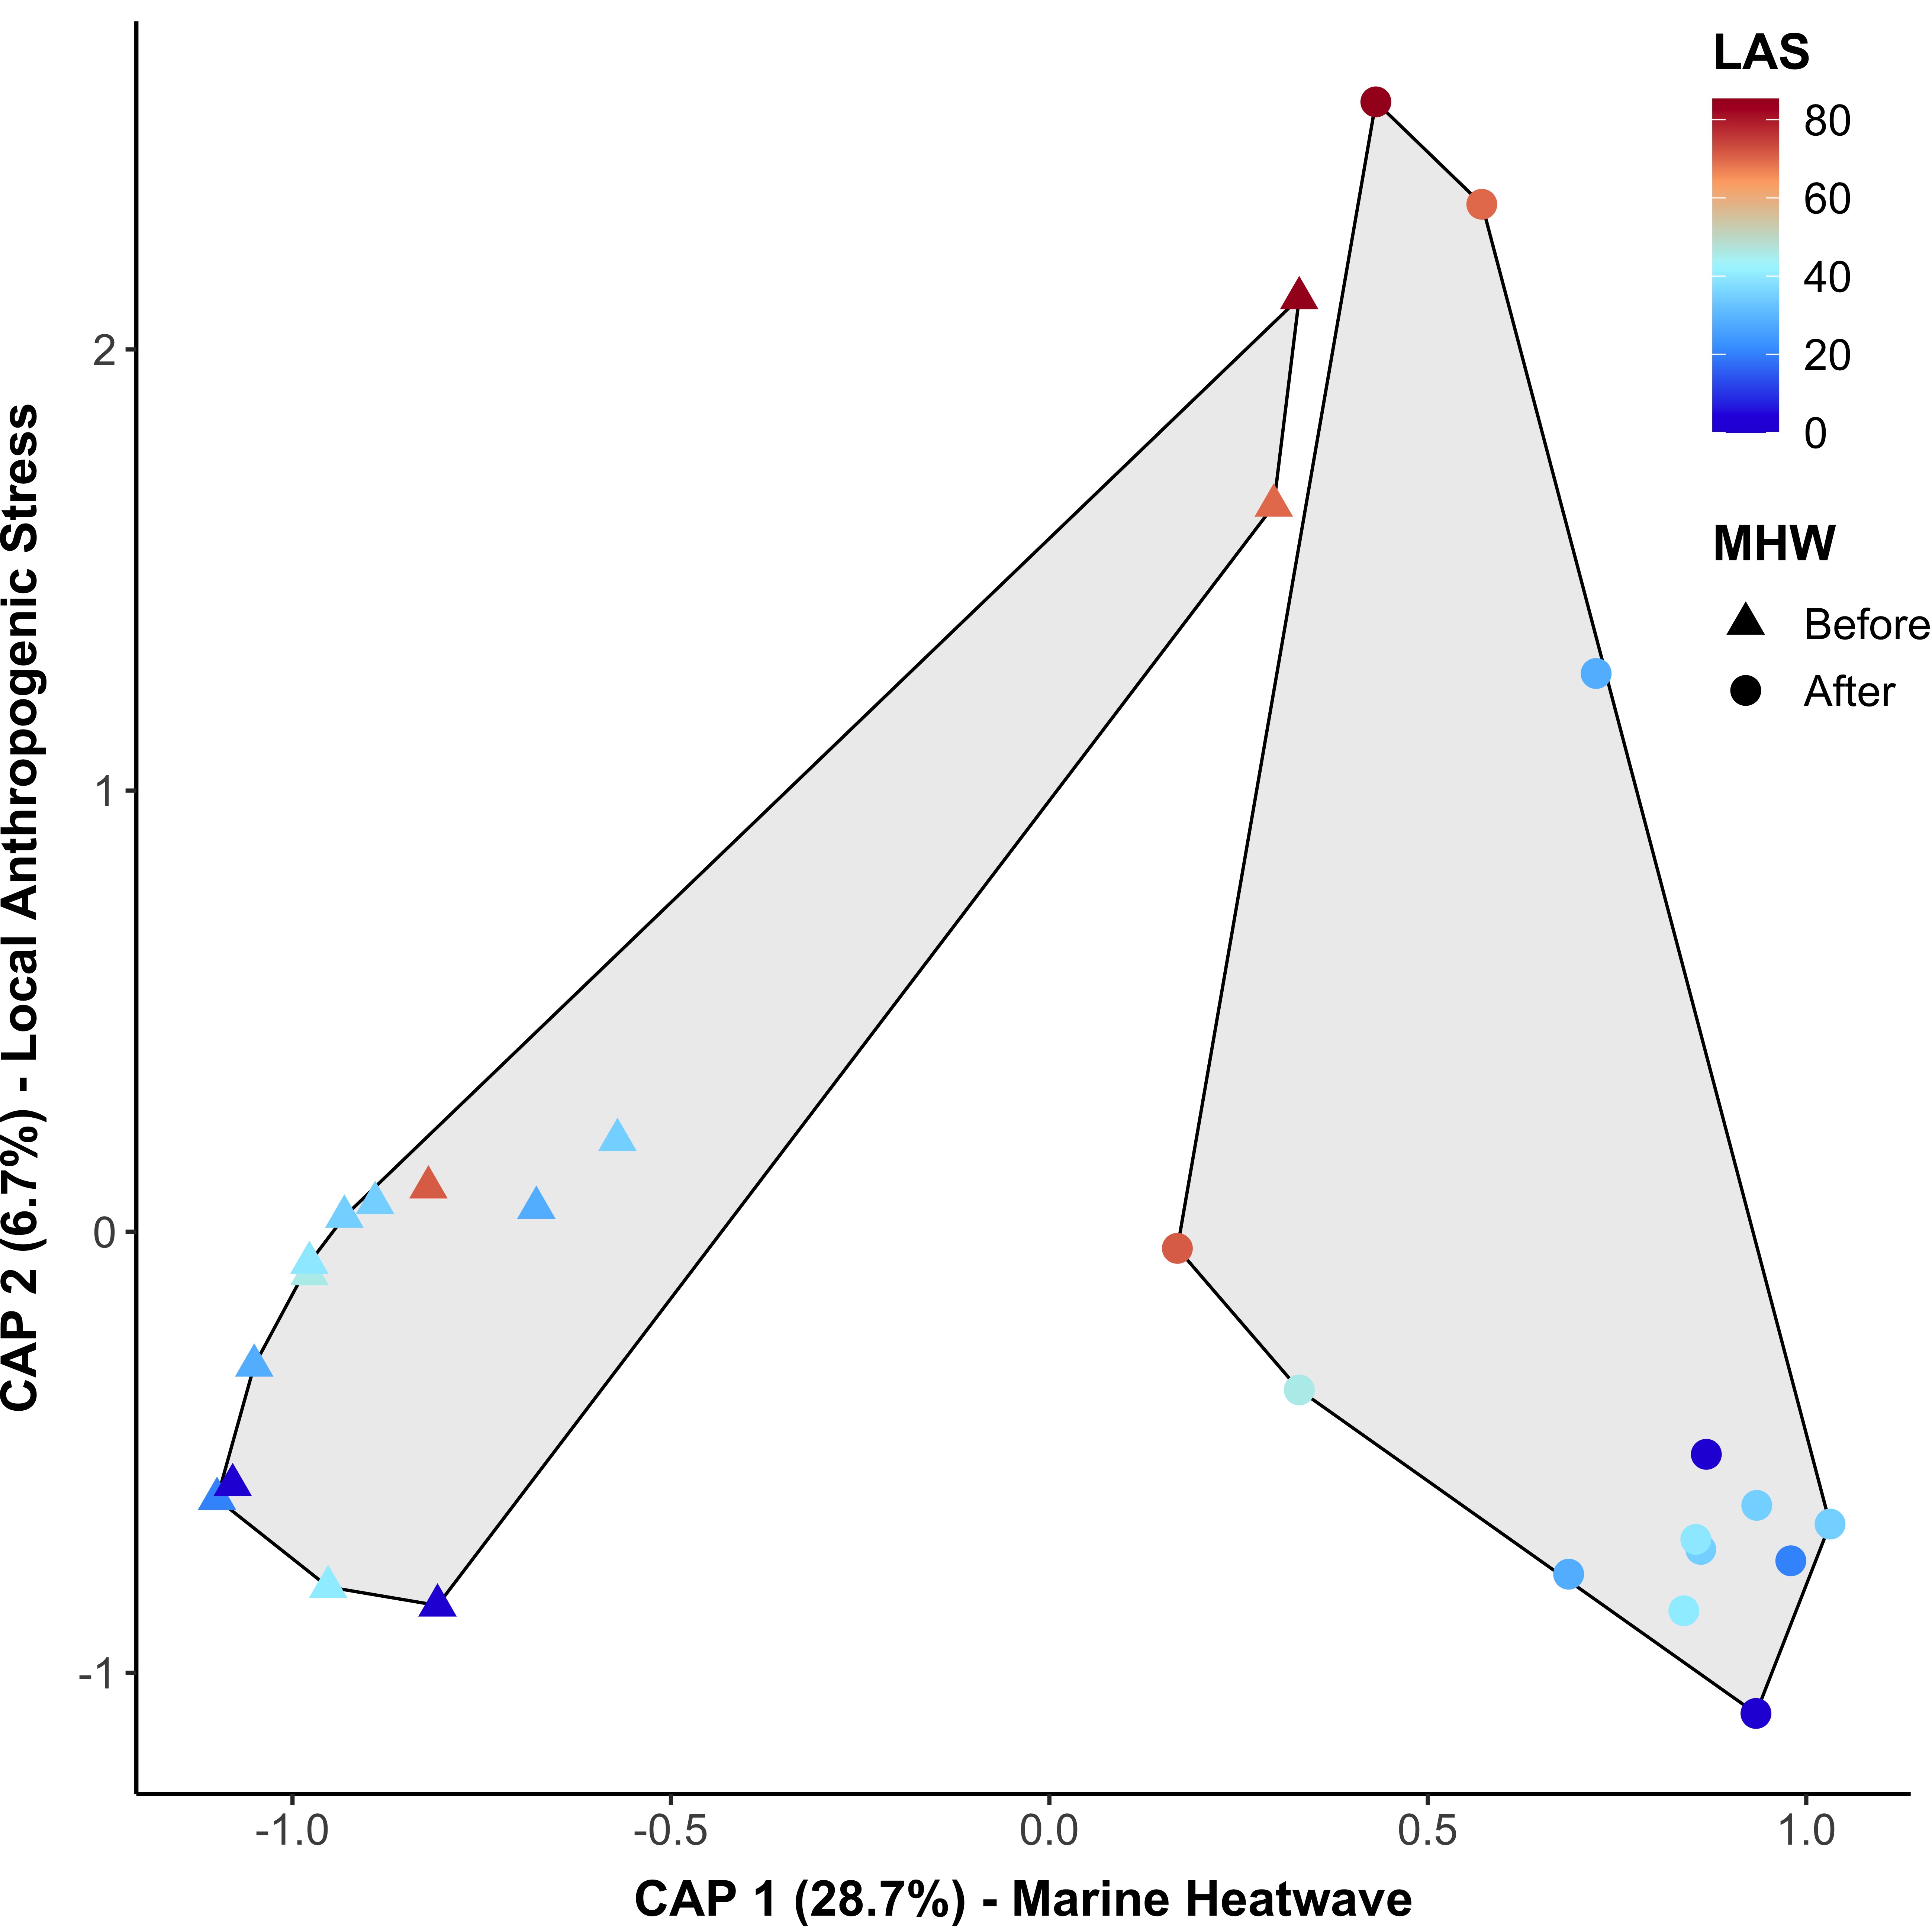 LAS
80
60
40
20
0
MHW
Before
After
CAP 2 (6.7%) - Local Anthropogenic Stress
2
1
0
-1
-1.0
-0.5
0.0
0.5
1.0
CAP 1 (28.7%) - Marine Heatwave